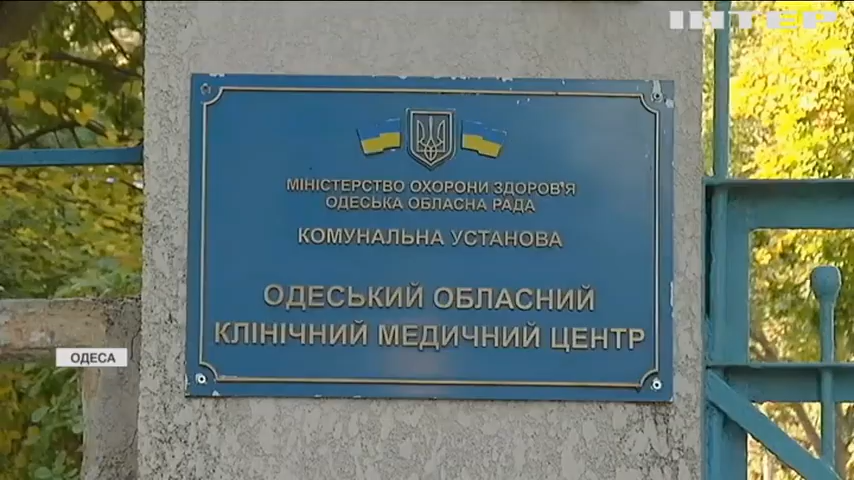 ІНТЕР
МІНІСТЕРСТВО ОХОРОНИ ЗДОРОВ'Я
ОДЕСЬКА ОБЛАСНА РАДА
КОМУНАЛЬНА УСТАНОВА
ОДЕСЬКИЙ ОБЛАСНИЙ
КЛІНІЧНИЙ МЕДИЧНИЙ ЦЕНТР
ОДЕСА